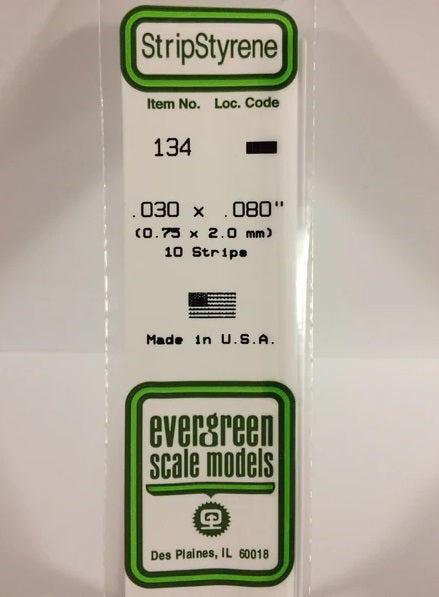 StripStyrene
Item No. Loc. Code
134
.030 x .080"
(0.75 x 2.0 mm)
10 Strips
Made in U.S.A.
evergreen
scale models
Des Plaines, IL 60018